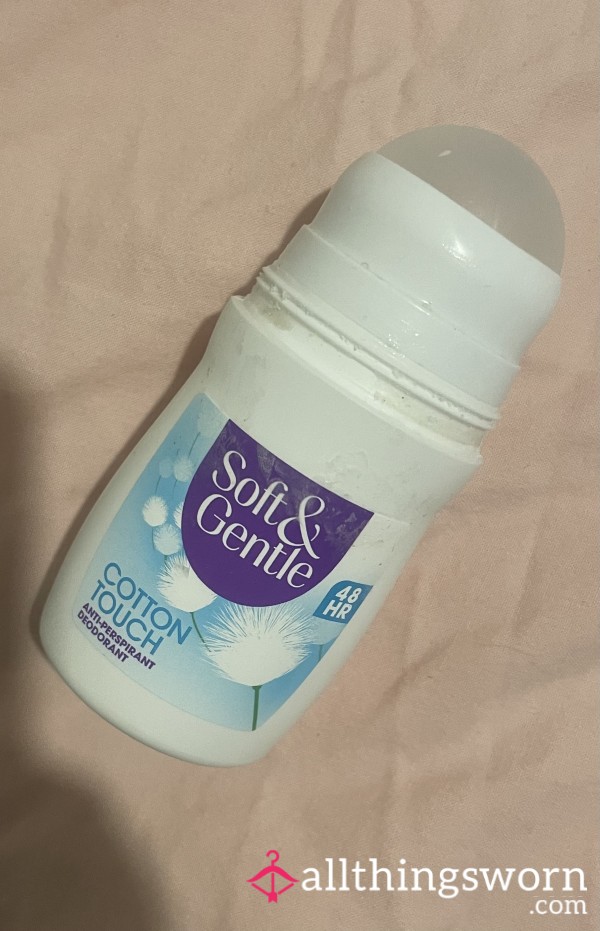 Soft &
Gentle
48
HR
COTTON
TOUCH
ANTI-PERSPIRANT
DEODORANT
allthingsworn
.com